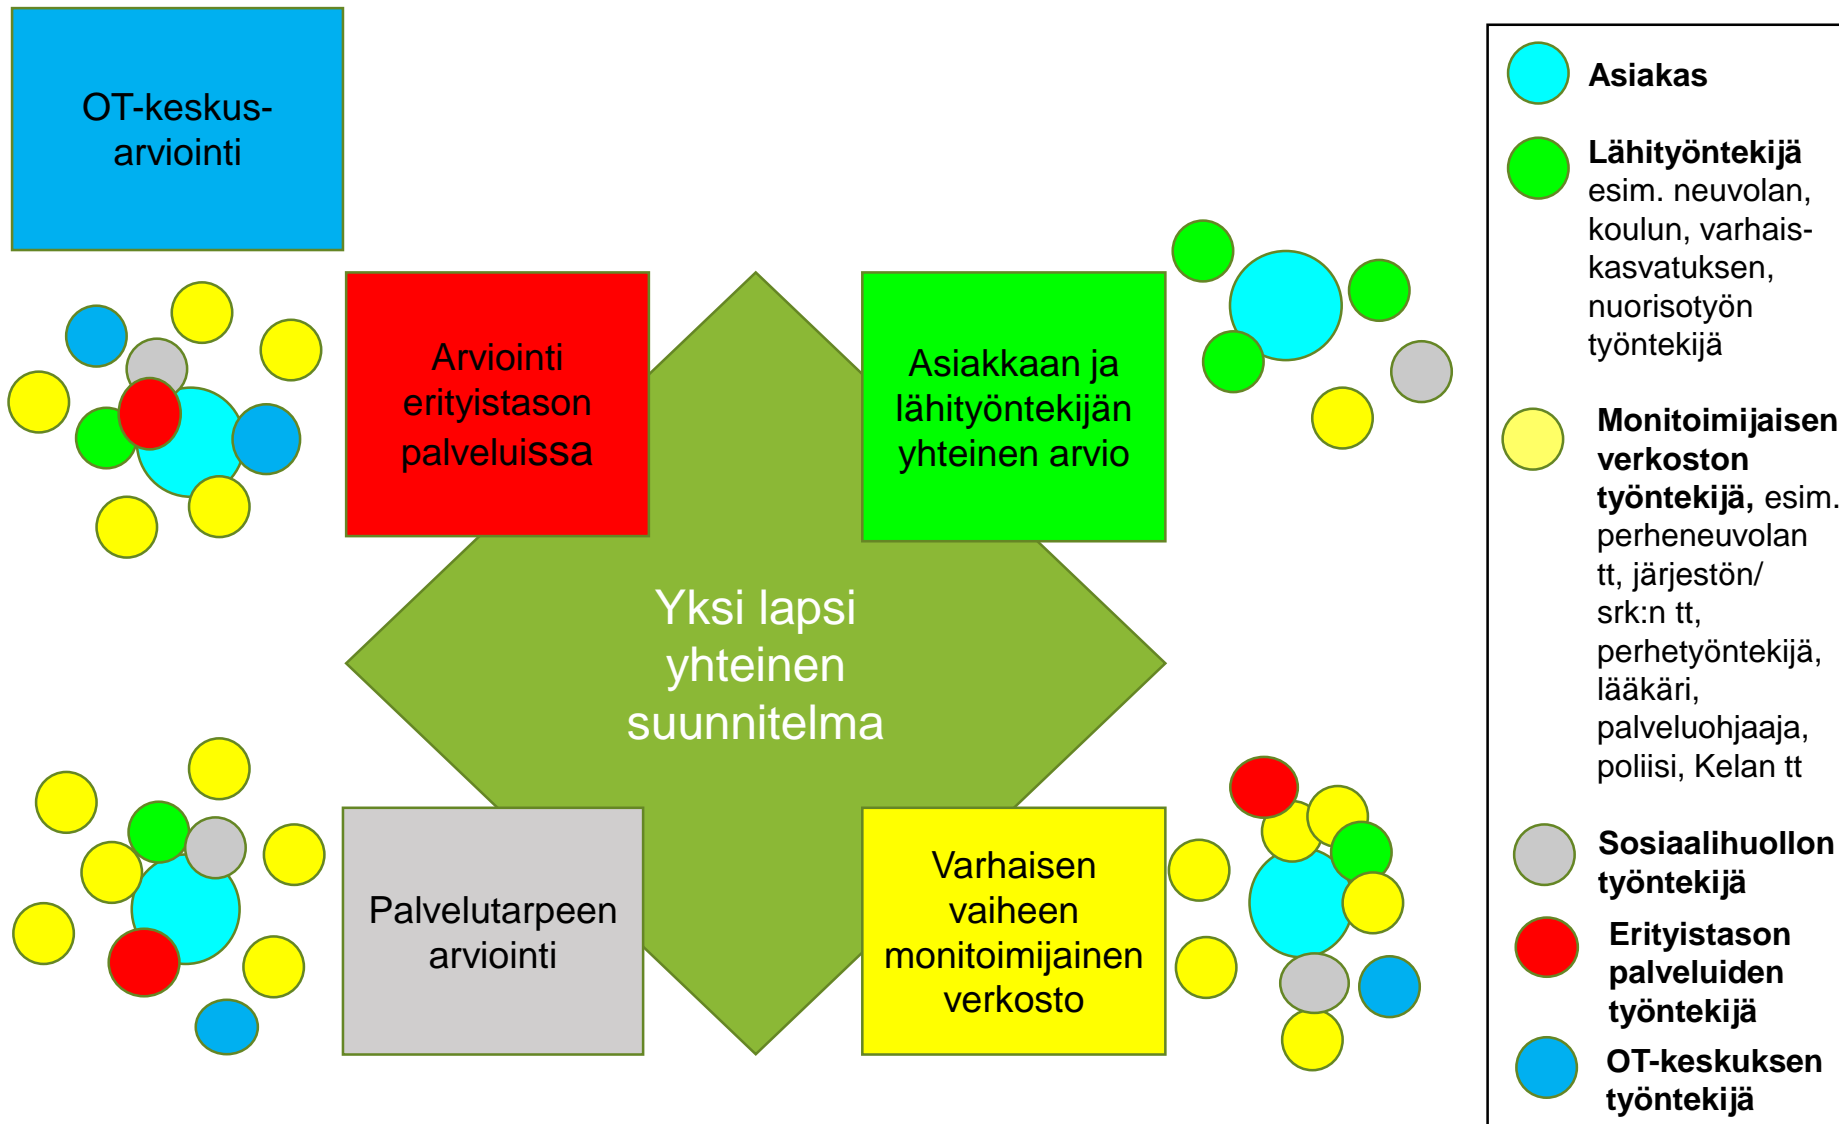 OT-keskus-
arviointi
Arviointi
erityistason
palveluissa
Asiakkaan ja
lähityöntekijän
yhteinen arvio
Yksi lapsi
yhteinen
suunnitelma
Palvelutarpeen
arviointi
Varhaisen
vaiheen
monitoimijainen
verkosto
Asiakas
Lähityöntekijä
esim. neuvolan,
koulun, varhais-
kasvatuksen,
nuorisotyön
työntekijä
Monitoimijaisen
verkoston
työntekijä, esim.
perheneuvolan
tt, järjestön/
srk:n tt,
perhetyöntekijä,
lääkäri,
palveluohjaaja,
poliisi, Kelan tt
Sosiaalihuollon
työntekijä
Erityistason
palveluiden
työntekijä
OT-keskuksen
työntekijä